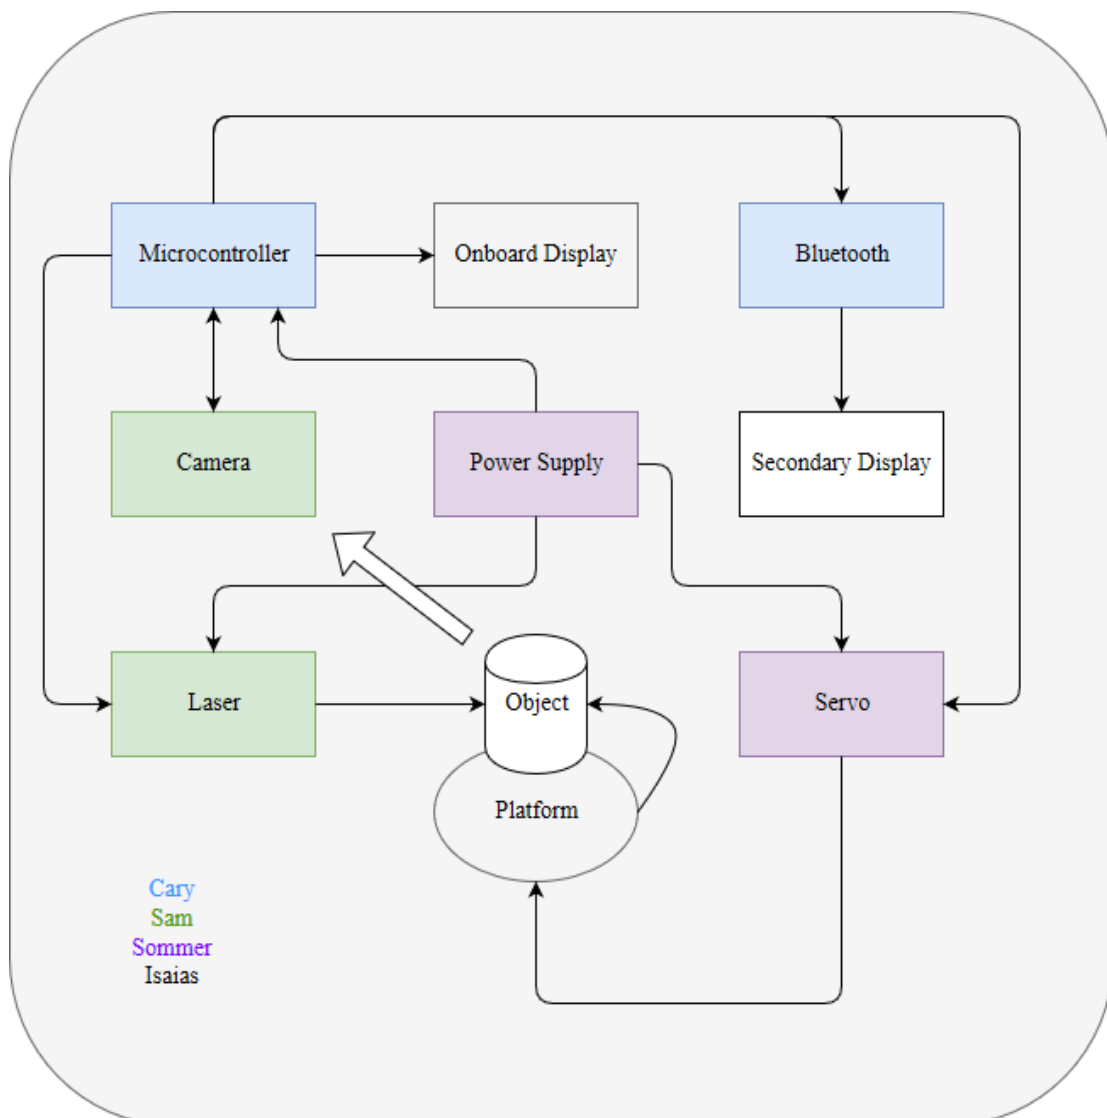 Microcontroller
Onboard Display
Bluetooth
Camera
Power Supply
Secondary Display
Laser
Object
Servo
Platform
Cary
Sam
Sommer
Isaias